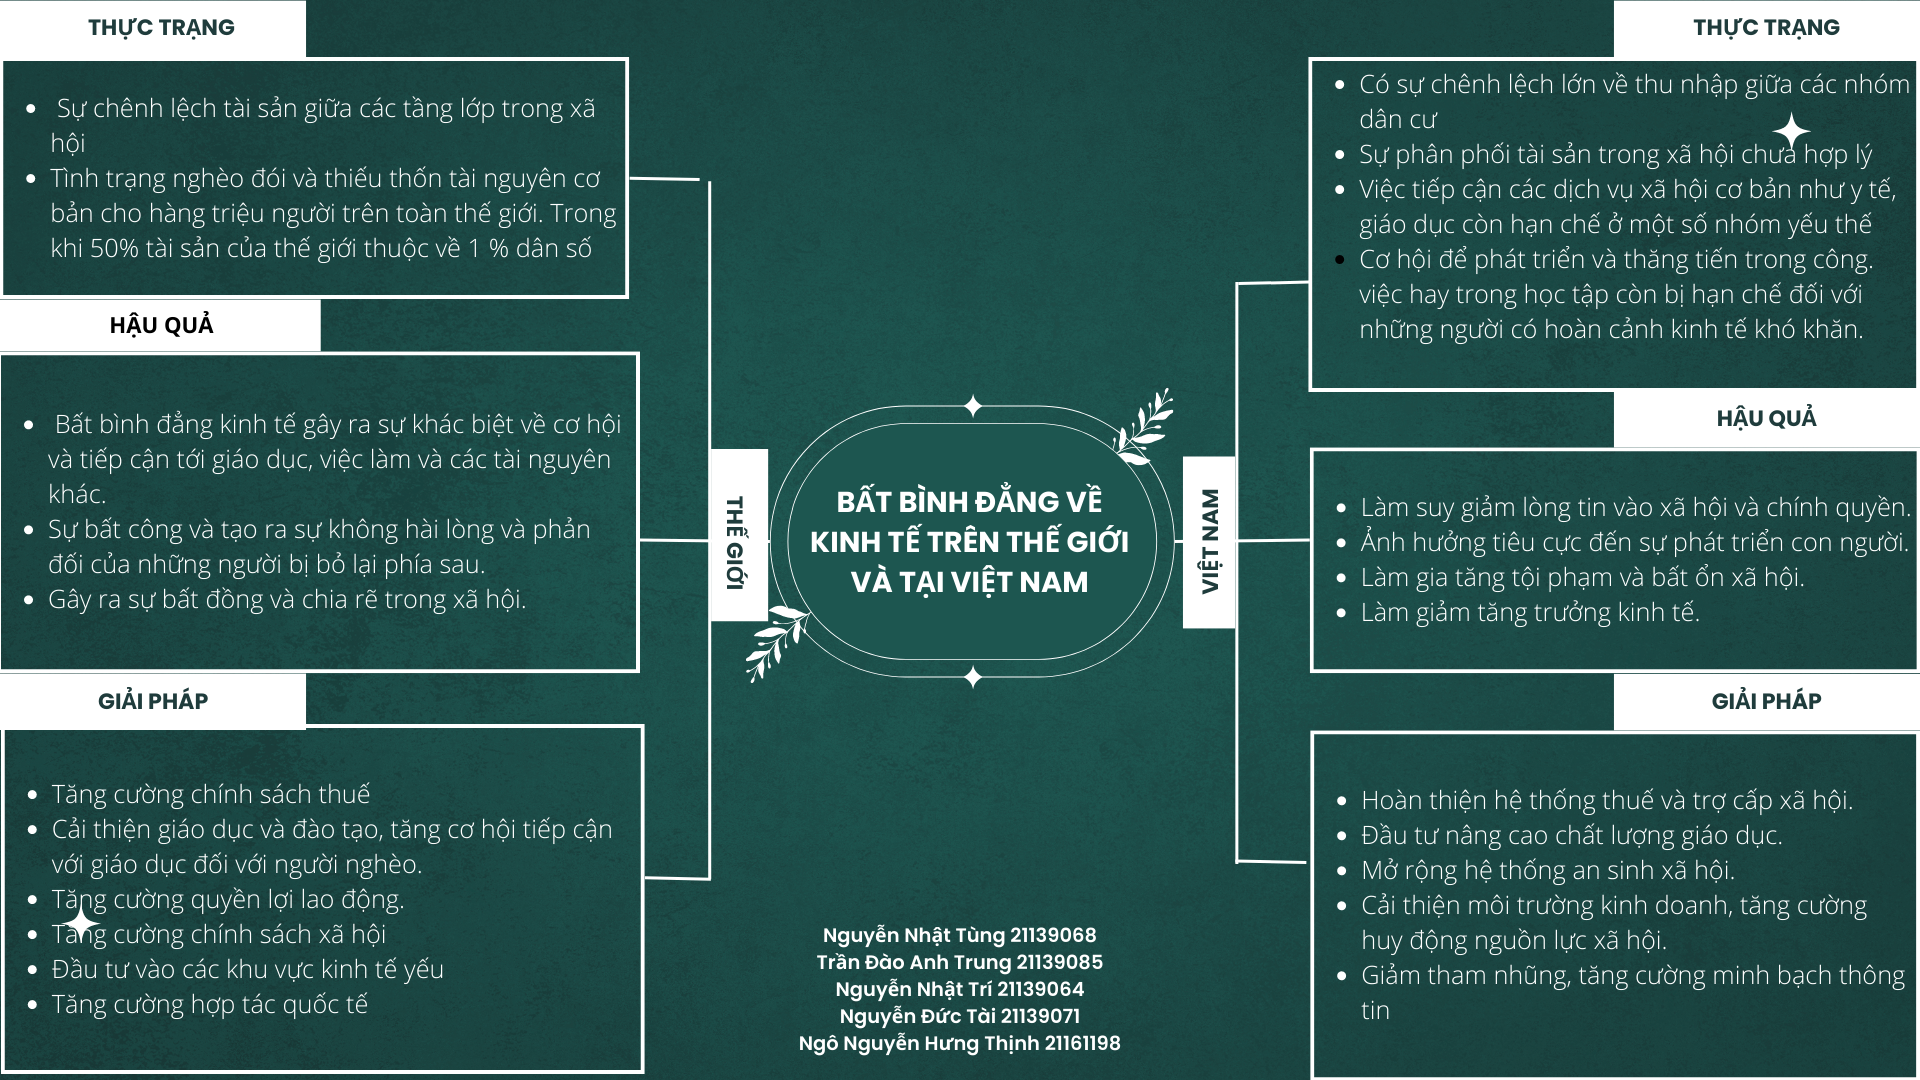 THỰC TRẠNG
Sự chênh lệch tài sản giữa các tầng lớp trong xã
hội
Tình trạng nghèo đói và thiếu thốn tài nguyên cơ
bản cho hàng triệu người trên toàn thế giới. Trong
khi 50% tài sản của thế giới thuộc về 1 % dân số
HẬU QUẢ
Bất bình đẳng kinh tế gây ra sự khác biệt về cơ hội
và tiếp cận tới giáo dục, việc làm và các tài nguyên
khác.
Sự bất công và tạo ra sự không hài lòng và phản
đối của những người bị bỏ lại phía sau.
Gây ra sự bất đồng và chia rẽ trong xã hội.
GIẢI PHÁP
Tăng cường chính sách thuế
Cải thiện giáo dục và đào tạo, tăng cơ hội tiếp cận
với giáo dục đối với người nghèo.
Tăng cường quyền lợi lao động.
Tăng cường chính sách xã hội
Đầu tư vào các khu vực kinh tế yếu
Tăng cường hợp tác quốc tế
THẾ GIỚI
BẤT BÌNH ĐẲNG VỀ
KINH TẾ TRÊN THẾ GIỚI
VÀ TẠI VIỆT NAM
VIỆT NAM
Nguyễn Nhật Tùng 21139068
Trần Đào Anh Trung 21139085
Nguyễn Nhật Trí 21139064
Nguyễn Đức Tài 21139071
Ngô Nguyễn Hưng Thịnh 21161198
THỰC TRẠNG
Có sự chênh lệch lớn về thu nhập giữa các nhóm
dân cư
Sự phân phối tài sản trong xã hội chưa hợp lý
Việc tiếp cận các dịch vụ xã hội cơ bản như y tế,
giáo dục còn hạn chế ở một số nhóm yếu thế
Cơ hội để phát triển và thăng tiến trong công.
việc hay trong học tập còn bị hạn chế đối với
những người có hoàn cảnh kinh tế khó khăn.
HẬU QUẢ
Làm suy giảm lòng tin vào xã hội và chính quyền.
Ảnh hưởng tiêu cực đến sự phát triển con người.
Làm gia tăng tội phạm và bất ổn xã hội.
Làm giảm tăng trưởng kinh tế.
GIẢI PHÁP
Hoàn thiện hệ thống thuế và trợ cấp xã hội.
Đầu tư nâng cao chất lượng giáo dục.
Mở rộng hệ thống an sinh xã hội.
Cải thiện môi trường kinh doanh, tăng cường
huy động nguồn lực xã hội.
Giảm tham nhũng, tăng cường minh bạch thông
tin